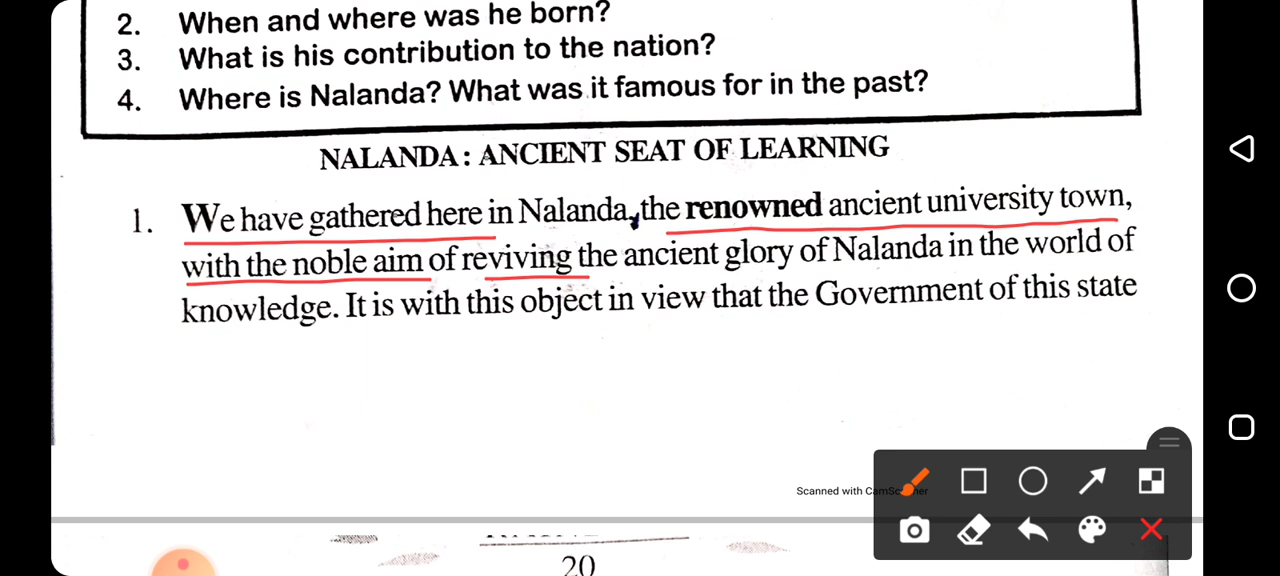 2. When and where was he born?
3. What is his contribution to the nation?
4. Where is Nalanda? What was it famous for in the past?
NALANDA: ANCIENT SEAT OF LEARNING
1. We have gathered here in Nalanda, the renowned ancient university town,
with the noble aim of reviving the ancient glory of Nalanda in the world of
knowledge. It is with this object in view that the Government of this state
Scanned with
20